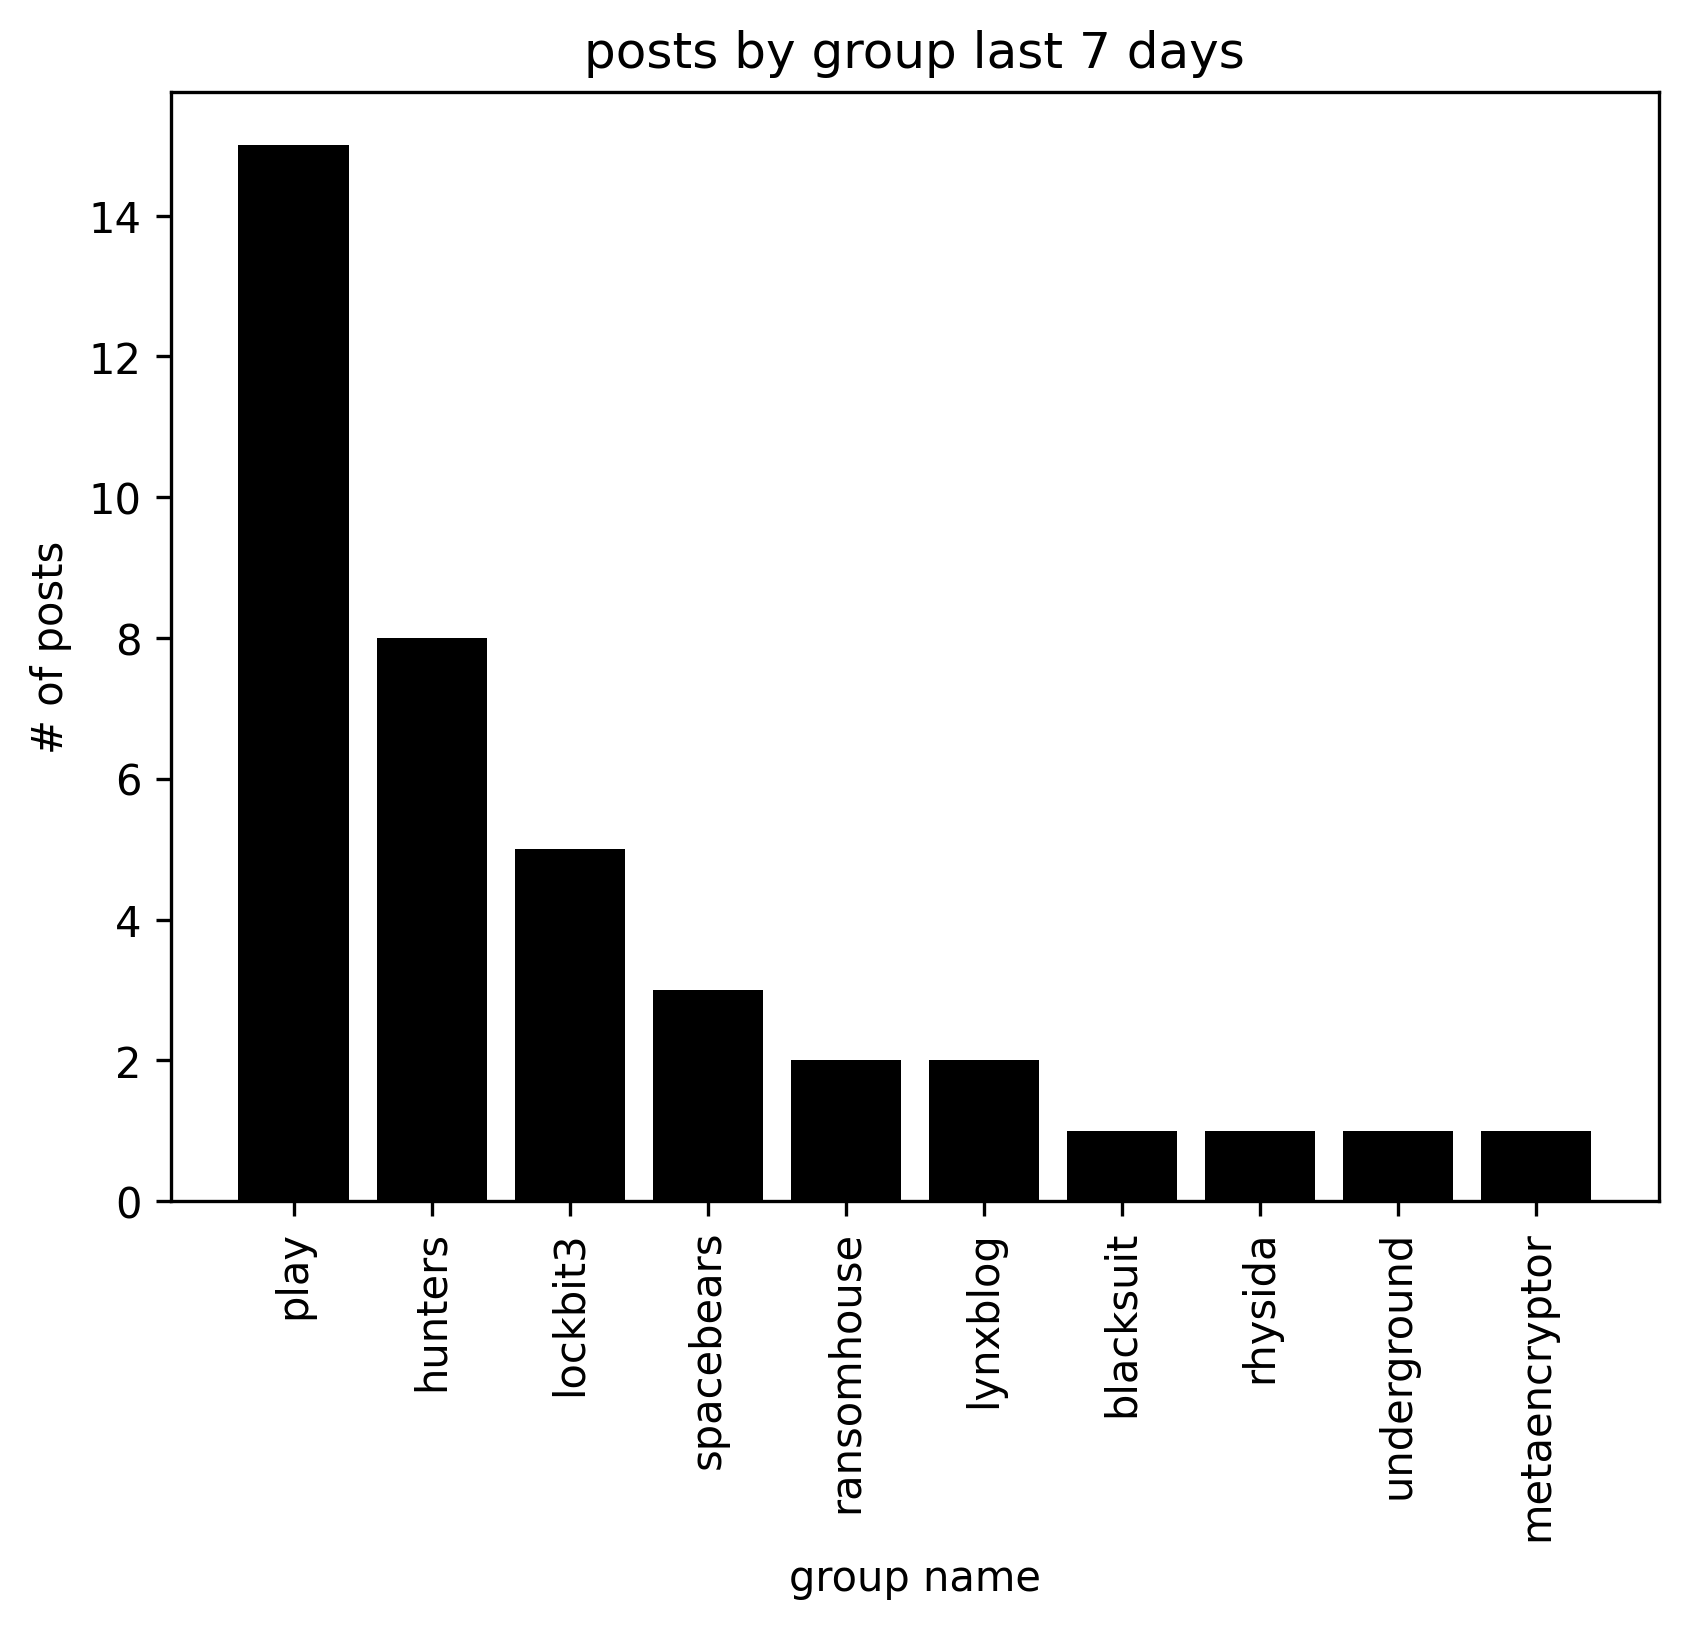 posts by group last 7 days
14
12
10
8
6
4
2
0
# of posts
play
hunters
lockbit3
spacebears
ransomhouse
lynxblog
blacksuit
rhysida
underground
metaencryptor
group name